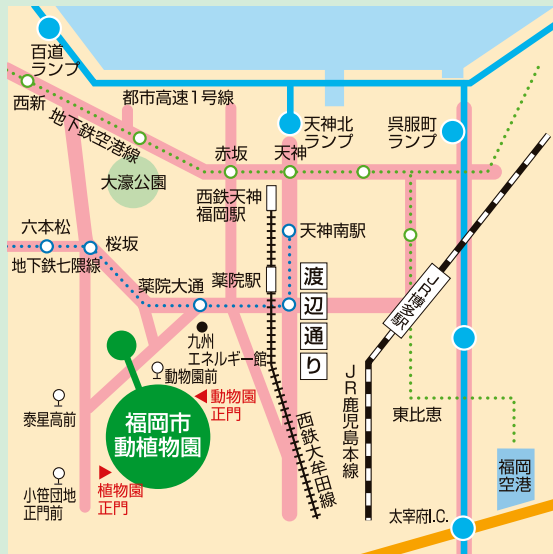 百道
ランプ
西新
都市高速1号線
地下鉄空港線
大濠公園
赤坂
天神
天神北
ランプ
呉服町
ランプ
西鉄天神
福岡駅
六本松
桜坂
地下鉄七隈線
天神南駅
薬院大通
薬院駅
渡辺通り
JR博多駅
九州
エネルギー館
動物園前
動物園
正門
福岡市
動植物園
泰星高前
小笹団地
正門前
植物園
正門
西鉄大牟田線
JR鹿児島本線
東比恵
福岡
空港
太宰府I.C.